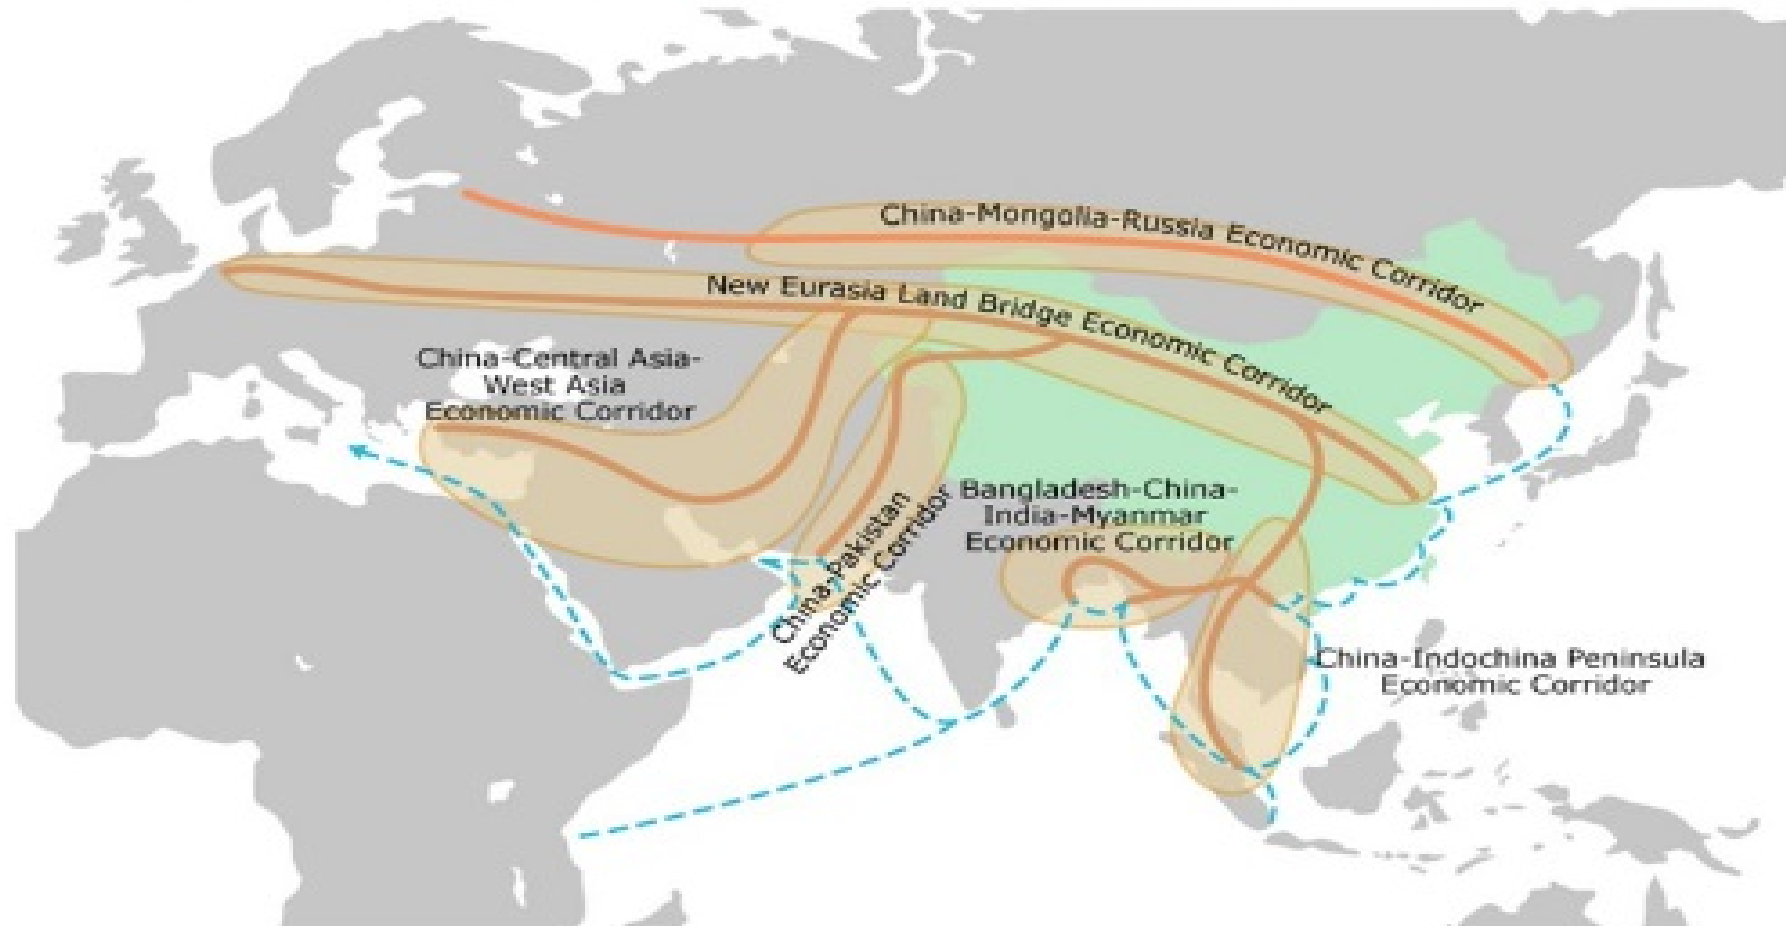 China-Mongolia-Russia Economic Corridor
New Eurasia Land Bridge Economic Corridor
China-Central Asia-
West Asia
Economic Corridor
China-Pakistan
Economic Corridor
Bangladesh-China-
India-Myanmar
Economic Corridor
China-Indochina Peninsula
Economic Corridor